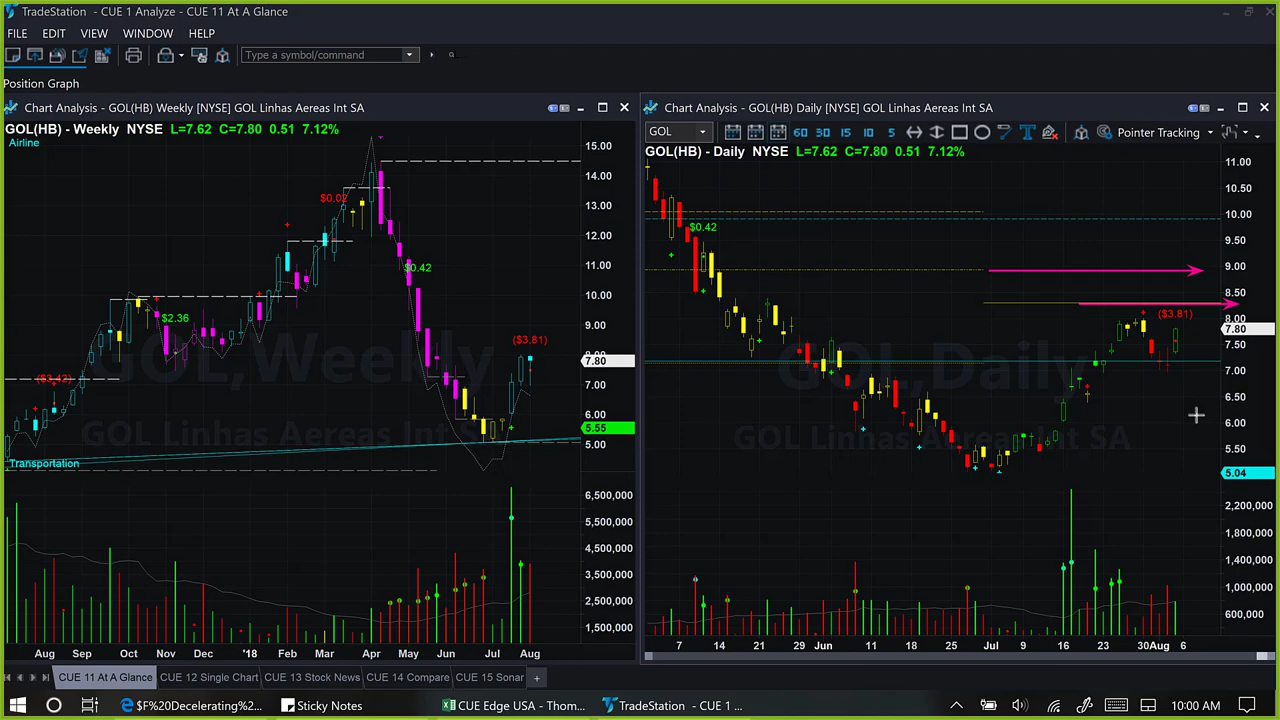 TradeStation - CUE 1 Analyze - CUE 11 At A Glance
FILE EDIT VIEW WINDOW HELP
Type a symbol/command
Position Graph
Chart Analysis - GOL(HB) Weekly [NYSE] GOL Linhas Aereas Int SA
GOL(HB) - Weekly NYSE L=7.62 C=7.80 0.51 7.12%
Airline
$0.02
$0.42
$2.36
($3.81)
($3.42)
GOL,Weekly
GOL Linhas Aereas Int SA
Transportation
15.00
14.00
13.00
12.00
11.00
10.00
9.00
8.00
7.80
7.00
6.00
5.55
5.00
6,500,000
5,500,000
4,500,000
3,500,000
2,500,000
1,500,000
Aug Sep Oct Nov Dec '18 Feb Mar Apr May Jun Jul Aug
Chart Analysis - GOL(HB) Daily [NYSE] GOL Linhas Aereas Int SA
GOL 60 30 15 10 5 Pointer Tracking
GOL(HB) - Daily NYSE L=7.62 C=7.80 0.51 7.12%
$0.42
($3.81)
GOL,Daily
GOL Linhas Aereas Int SA
11.00
10.50
10.00
9.50
9.00
8.50
8.00
7.80
7.50
7.00
6.50
6.00
5.50
5.04
2,200,000
1,800,000
1,400,000
1,000,000
600,000
7 14 21 29 Jun 11 18 25 Jul 9 16 23 30 Aug 6
CUE 11 At A Glance CUE 12 Single Chart CUE 13 Stock News CUE 14 Compare CUE 15 Sonar +
$F%20Decelerating%2... Sticky Notes CUE Edge USA - Thom... TradeStation - CUE 1 ... 10:00 AM